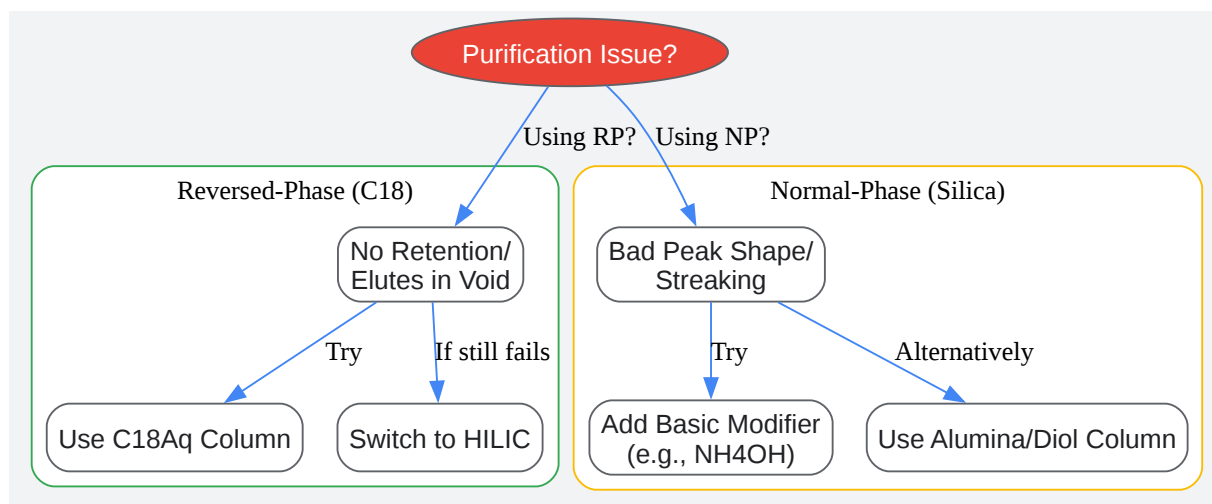 Purification Issue?
Using RP?
Using NP?
Reversed-Phase (C18)
Normal-Phase (Silica)
No Retention/
Elutes in Void
Bad Peak Shape/
Streaking
Try
If still fails
Try
Alternatively
Use C18Aq Column
Switch to HILIC
Add Basic Modifier
(e.g., NH4OH)
Use Alumina/Diol Column